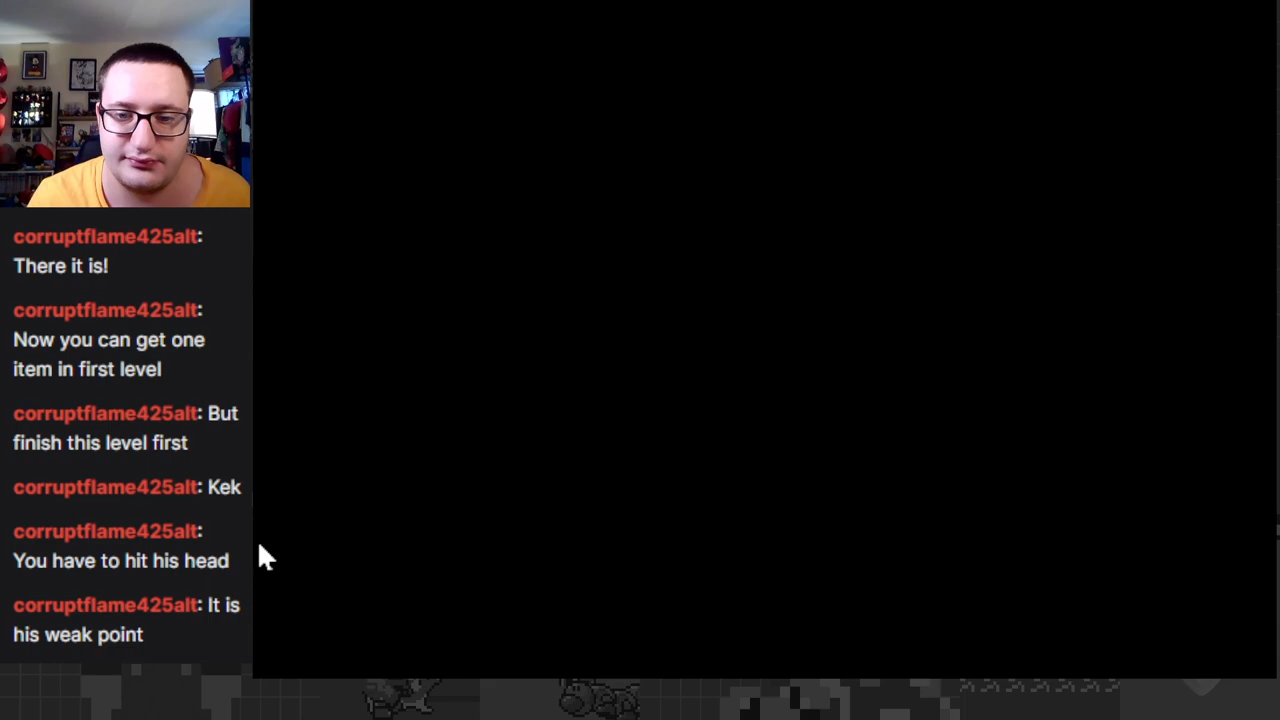 corruptflame425alt:
There it is!
corruptflame425alt:
Now you can get one
item in first level
corruptflame425alt: But
finish this level first
corruptflame425alt: Kek
corruptflame425alt:
You have to hit his head
corruptflame425alt: It is
his weak point